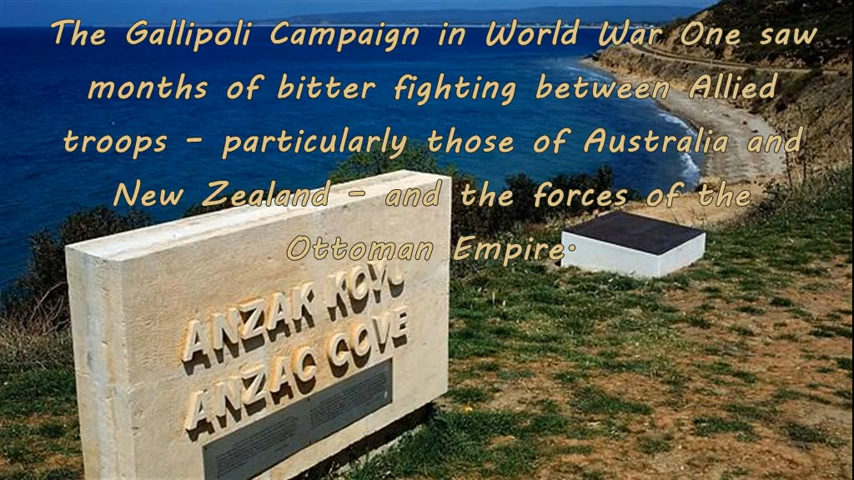 The Gallipoli Campaign in World War One saw
months of bitter fighting between Allied
troops - particularly those of Australia and
New Zealand - and the forces of the
Ottoman Empire.
ANZAK KOYU
ANZAC COVE